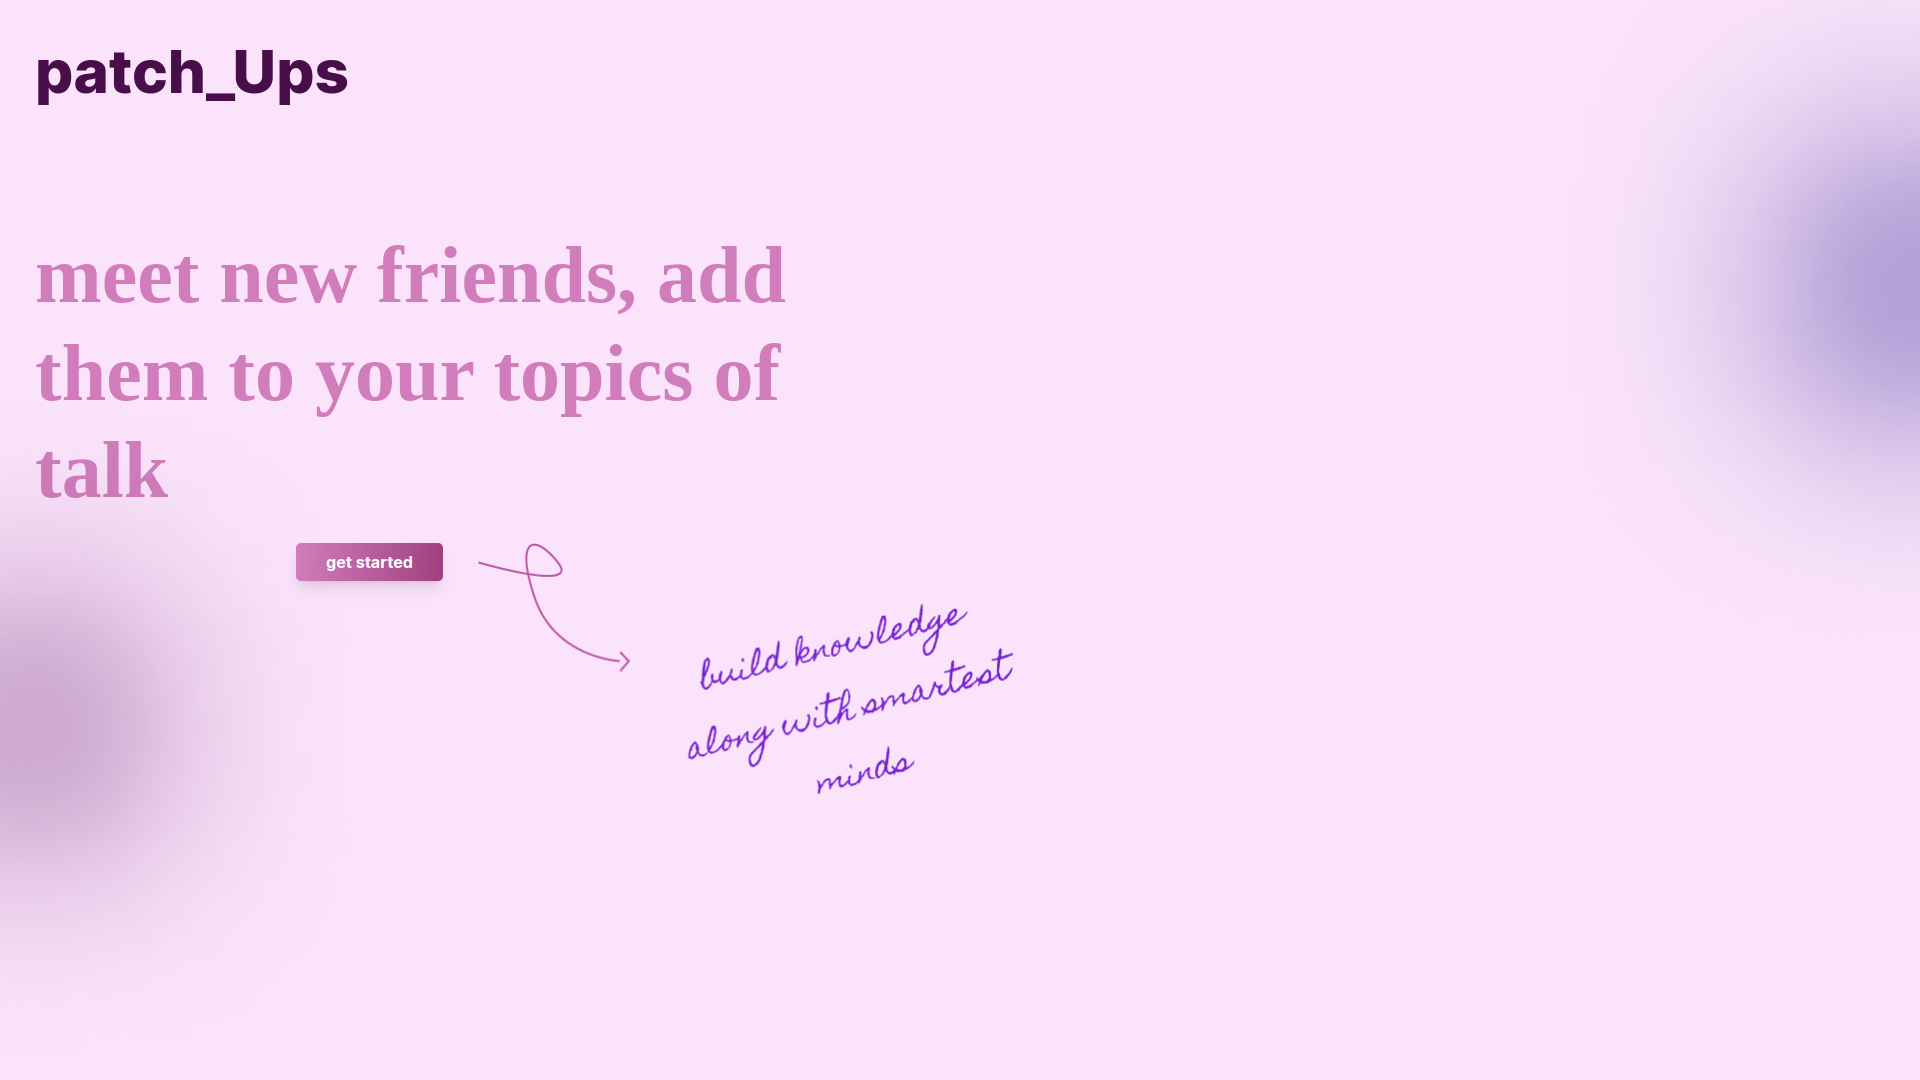 patch_Ups
meet new friends, add
them to your topics of
talk
get started
build knowledge
along with smartest
minds